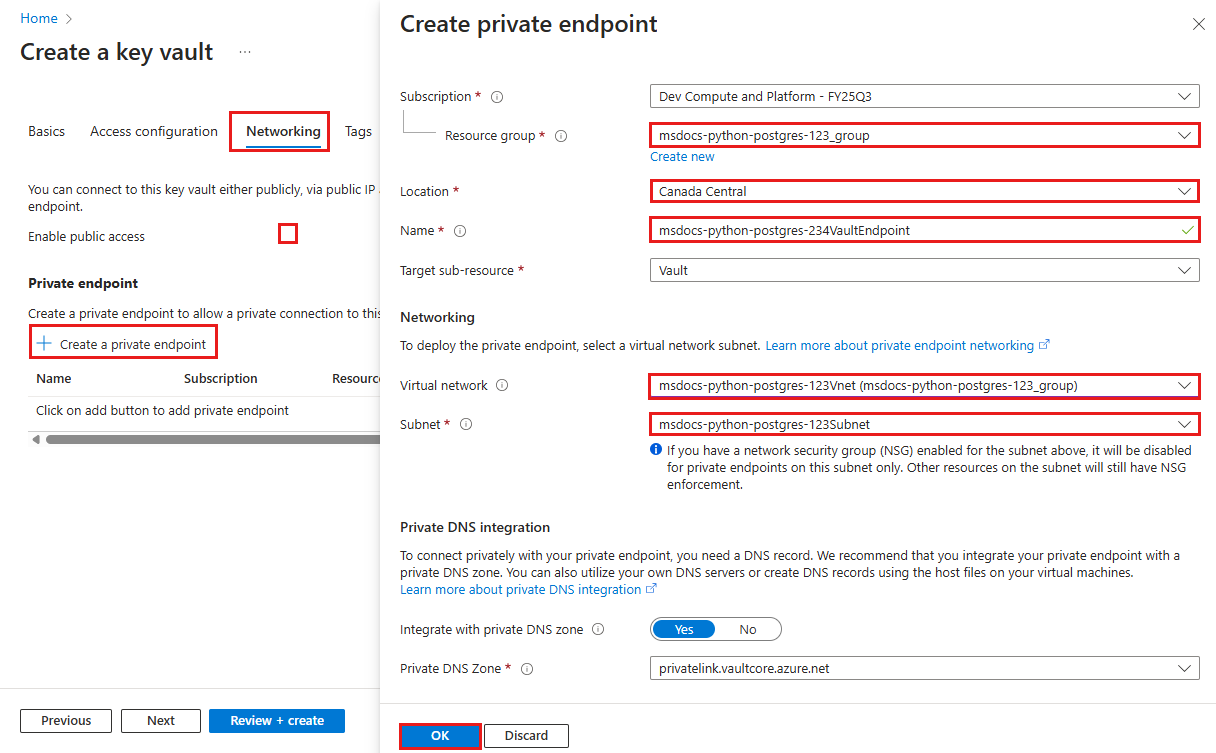 Home
Create a key vault
...
Basics
Access configuration
Networking
Tags
You can connect to this key vault either publicly, via public IP
endpoint.
Enable public access
Private endpoint
Create a private endpoint to allow a private connection to this
Create a private endpoint
Name
Subscription
Resourc
Click on add button to add private endpoint
Previous
Next
Review + create
Create private endpoint
Subscription *
Dev Compute and Platform - FY25Q3
Resource group *
msdocs-python-postgres-123_group
Create new
Location *
Canada Central
Name *
msdocs-python-postgres-234VaultEndpoint
Target sub-resource *
Vault
Networking
To deploy the private endpoint, select a virtual network subnet. Learn more about private endpoint networking
Virtual network
msdocs-python-postgres-123Vnet (msdocs-python-postgres-123_group)
Subnet *
msdocs-python-postgres-123Subnet
If you have a network security group (NSG) enabled for the subnet above, it will be disabled
for private endpoints on this subnet only. Other resources on the subnet will still have NSG
enforcement.
Private DNS integration
To connect privately with your private endpoint, you need a DNS record. We recommend that you integrate your private endpoint with a
private DNS zone. You can also utilize your own DNS servers or create DNS records using the host files on your virtual machines.
Learn more about private DNS integration
Integrate with private DNS zone
Yes
No
Private DNS Zone *
privatelink.vaultcore.azure.net
OK
Discard